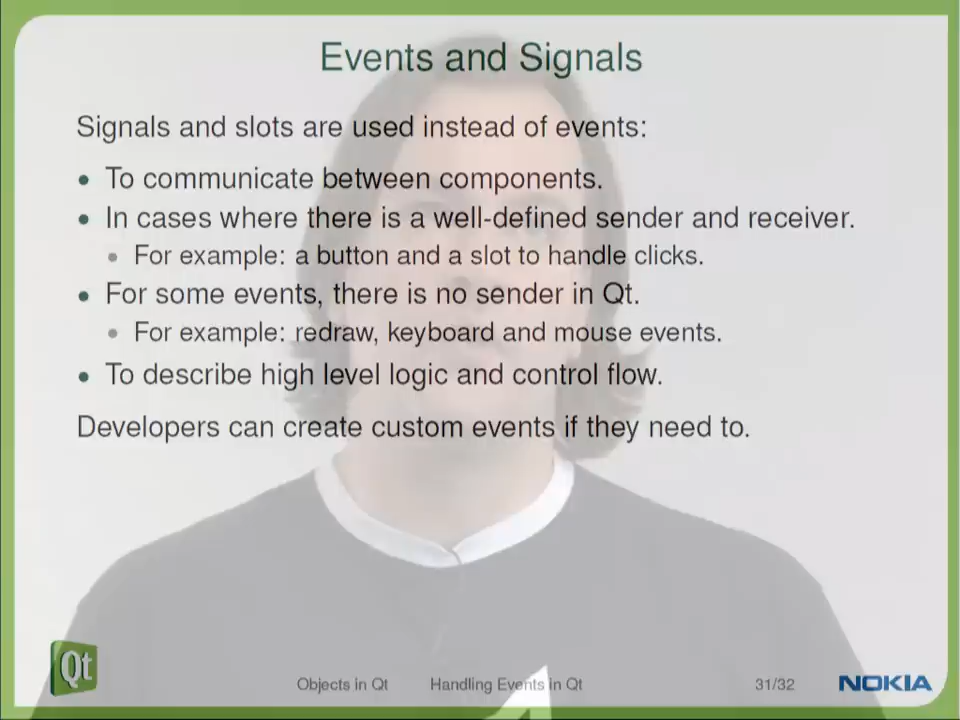 Events and Signals
Signals and slots are used instead of events:
• To communicate between components.
• In cases where there is a well-defined sender and receiver.
• For example: a button and a slot to handle clicks.
• For some events, there is no sender in Qt.
• For example: redraw, keyboard and mouse events.
• To describe high level logic and control flow.
Developers can create custom events if they need to.
Qt
Objects in Qt Handling Events in Qt 31/32 NOKIA